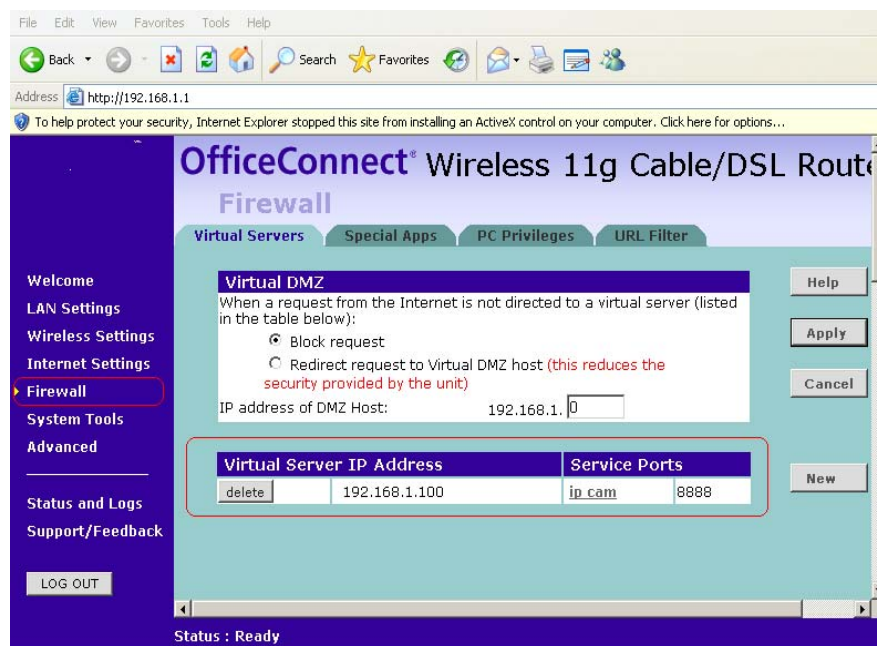 File Edit View Favorites Tools Help
Back Search Favorites
Address http://192.168.1.1
To help protect your security, Internet Explorer stopped this site from installing an ActiveX control on your computer. Click here for options...
OfficeConnect® Wireless 11g Cable/DSL Route
Firewall
Virtual Servers Special Apps PC Privileges URL Filter
Welcome
LAN Settings
Wireless Settings
Internet Settings
Firewall
System Tools
Advanced
Status and Logs
Support/Feedback
LOG OUT
Virtual DMZ
When a request from the Internet is not directed to a virtual server (listed
in the table below):
Block request
Redirect request to Virtual DMZ host (this reduces the
security provided by the unit)
IP address of DMZ Host: 192.168.1. 0
Virtual Server IP Address Service Ports
delete 192.168.1.100 ip cam 8888
Help
Apply
Cancel
New
Status : Ready